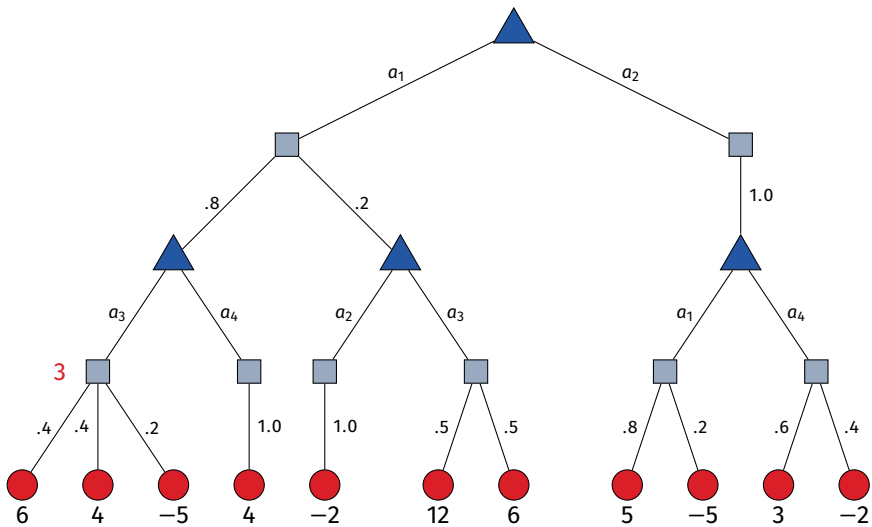 a₁ a₂
.8 .2 1.0
a₃ a₄ a₂ a₃ a₁ a₄
3
.4 .4 .2 1.0 1.0 .5 .5 .8 .2 .6 .4
6 4 −5 4 −2 12 6 5 −5 3 −2